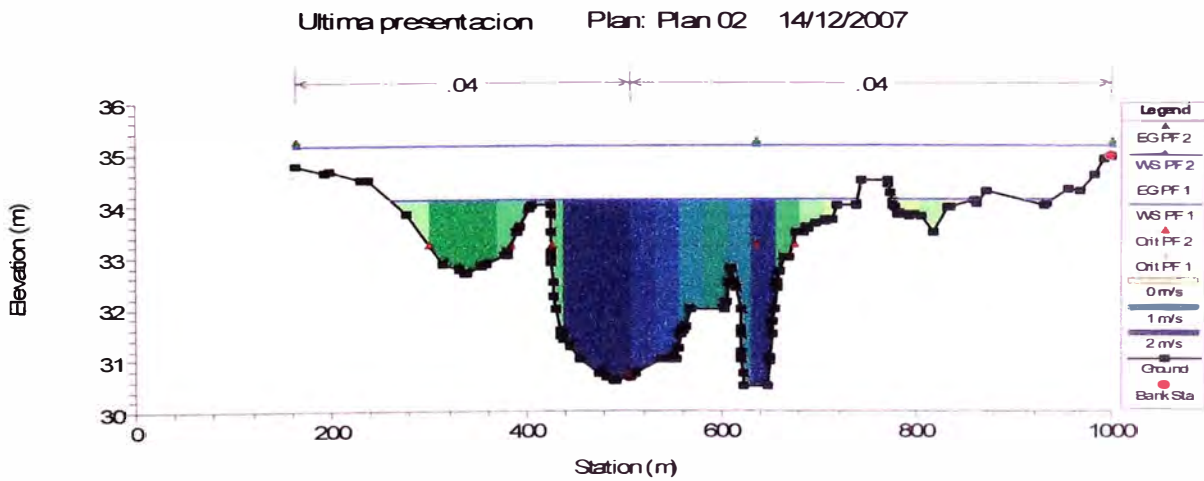 Ultima presentacion Plan: Plan 02 14/12/2007
.04 .04
36
35
34
33
32
31
30
Elevation (m)
0 200 400 600 800 1000
Station (m)
Legend
EG PF 2
WS PF 2
EG PF 1
WS PF 1
Crit PF 2
Crit PF 1
0 m/s
1 m/s
2 m/s
Ground
Bank Sta